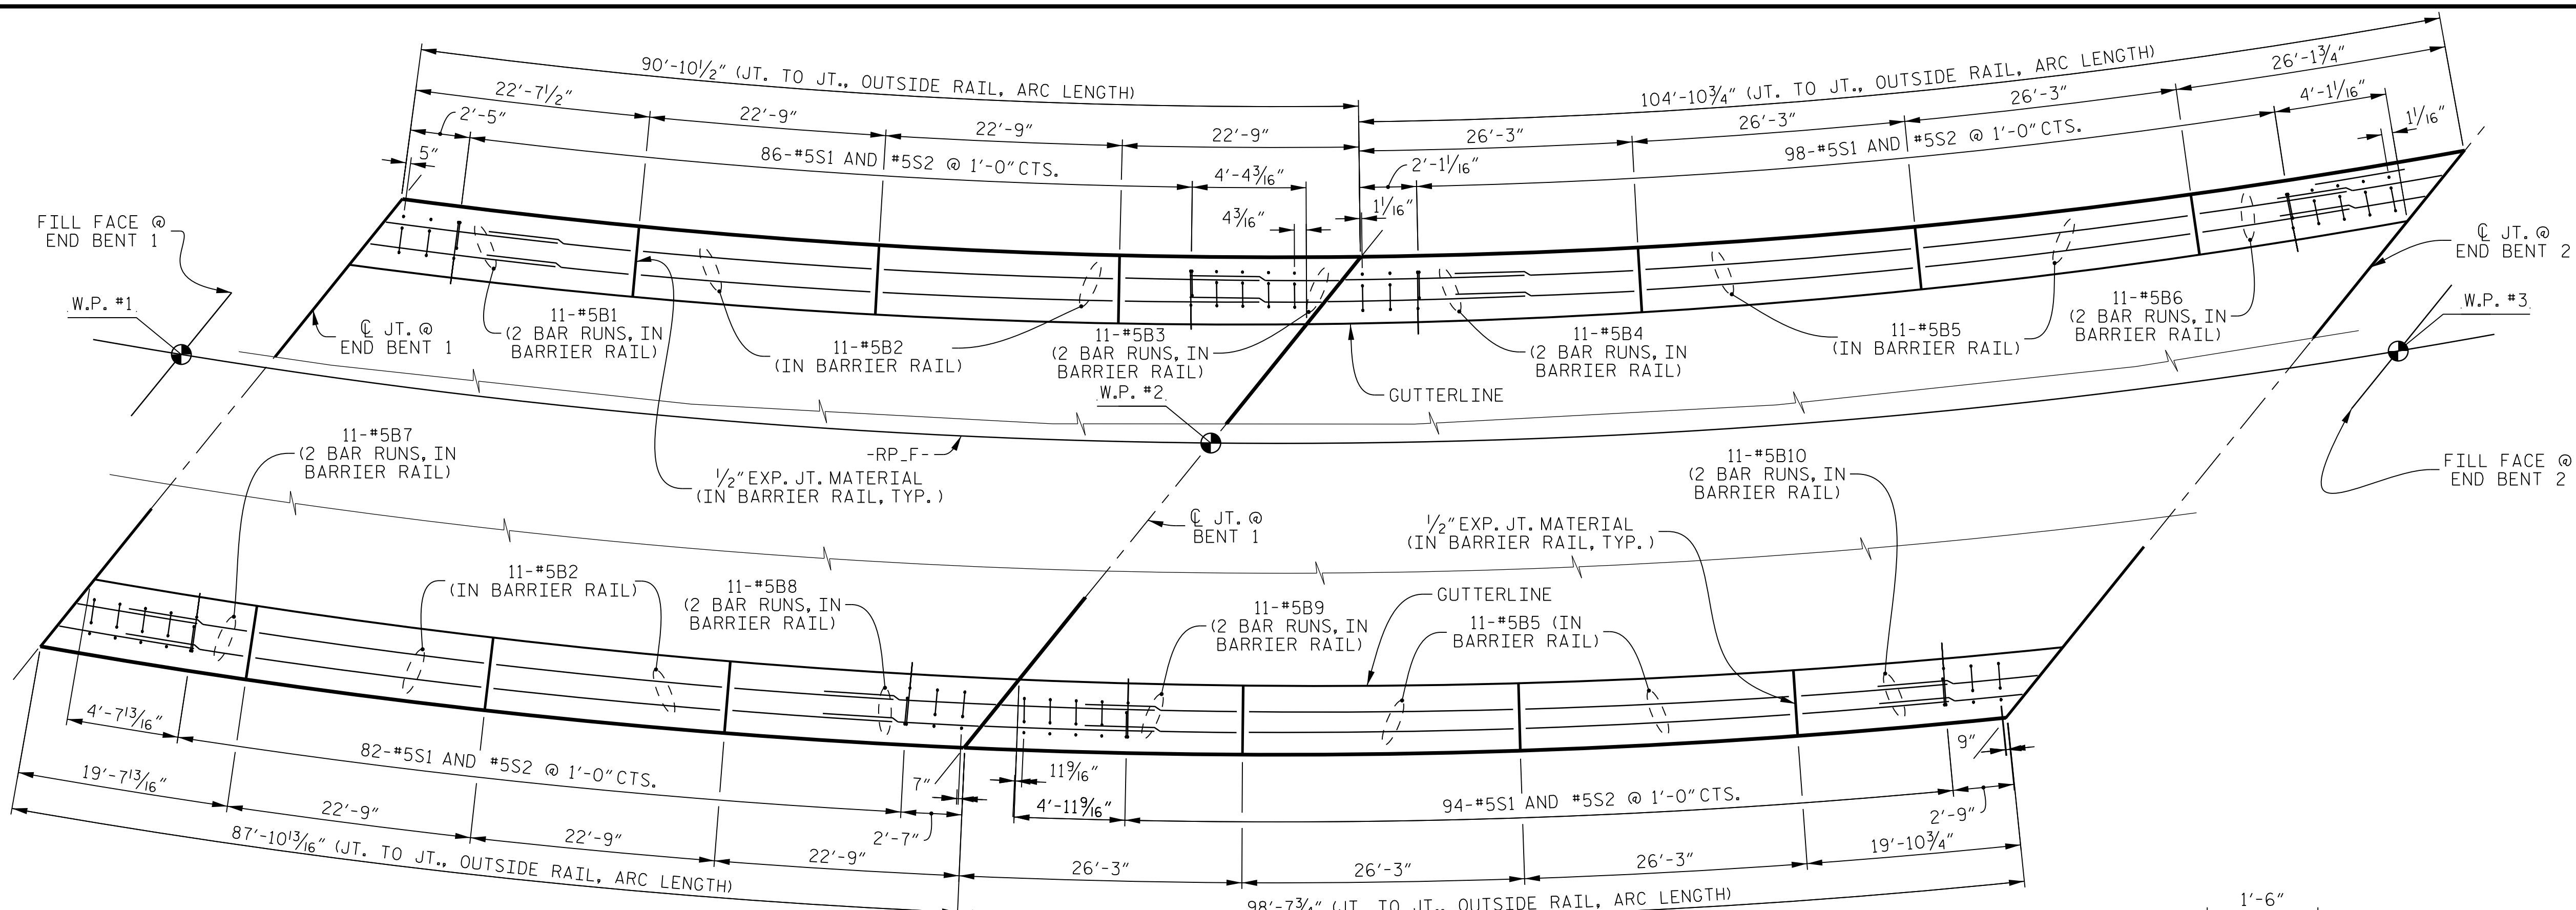 90'-10½" (JT. TO JT., OUTSIDE RAIL, ARC LENGTH)
104'-10¾" (JT. TO JT., OUTSIDE RAIL, ARC LENGTH)
22'-7½"
22'-9"
22'-9"
22'-9"
26'-3"
26'-3"
26'-3"
26'-1¾"
2'-5"
86-#5S1 AND #5S2 @ 1'-0" CTS.
4'-4³⁄₁₆"
2'-1¹⁄₁₆"
98-#5S1 AND #5S2 @ 1'-0" CTS.
4'-1¹⁄₁₆"
1¹⁄₁₆"
5"
4³⁄₁₆"
1¹⁄₁₆"
FILL FACE @
END BENT 1
W.P. #1
℄ JT. @
END BENT 1
11-#5B1
(2 BAR RUNS, IN
BARRIER RAIL)
11-#5B2
(IN BARRIER RAIL)
11-#5B3
(2 BAR RUNS, IN
BARRIER RAIL)
W.P. #2
GUTTERLINE
11-#5B4
(2 BAR RUNS, IN
BARRIER RAIL)
11-#5B5
(IN BARRIER RAIL)
11-#5B6
(2 BAR RUNS, IN
BARRIER RAIL)
℄ JT. @
END BENT 2
W.P. #3
FILL FACE @
END BENT 2
-RP_F-
½" EXP. JT. MATERIAL
(IN BARRIER RAIL, TYP.)
11-#5B7
(2 BAR RUNS, IN
BARRIER RAIL)
℄ JT. @
BENT 1
11-#5B10
(2 BAR RUNS, IN
BARRIER RAIL)
½" EXP. JT. MATERIAL
(IN BARRIER RAIL, TYP.)
11-#5B2
(IN BARRIER RAIL)
11-#5B8
(2 BAR RUNS, IN
BARRIER RAIL)
11-#5B9
(2 BAR RUNS, IN
BARRIER RAIL)
GUTTERLINE
11-#5B5 (IN
BARRIER RAIL)
4'-7¹³⁄₁₆"
82-#5S1 AND #5S2 @ 1'-0" CTS.
7"
2'-7"
11⁹⁄₁₆"
4'-11⁹⁄₁₆"
94-#5S1 AND #5S2 @ 1'-0" CTS.
9"
2'-9"
19'-7¹³⁄₁₆"
22'-9"
22'-9"
22'-9"
26'-3"
26'-3"
26'-3"
19'-10¾"
87'-10¹³⁄₁₆" (JT. TO JT., OUTSIDE RAIL, ARC LENGTH)
98'-7¾" (JT. TO JT., OUTSIDE RAIL, ARC LENGTH)
1'-6"